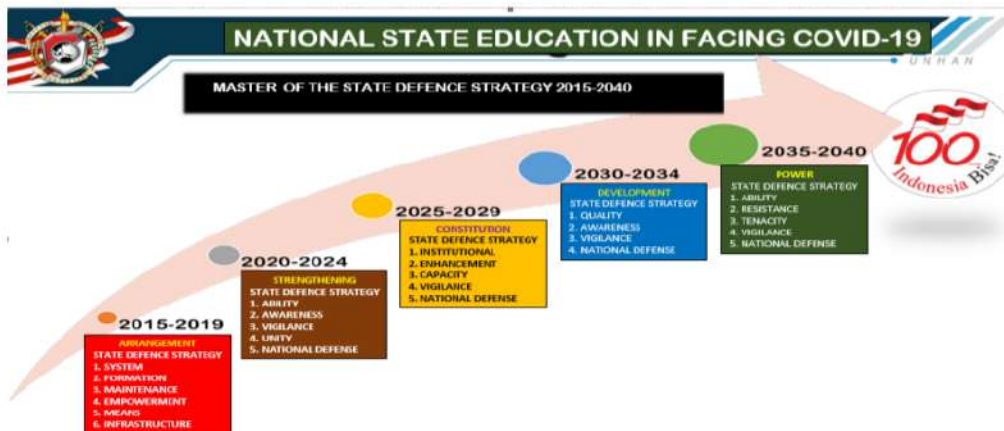 NATIONAL STATE EDUCATION IN FACING COVID-19
UNHAN
MASTER OF THE STATE DEFENCE STRATEGY 2015-2040
100
Indonesia Bisa!
2035-2040
POWER
STATE DEFENCE STRATEGY
1. ABILITY
2. RESISTANCE
3. TENACITY
4. VIGILANCE
5. NATIONAL DEFENSE
2030-2034
DEVELOPMENT
STATE DEFENCE STRATEGY
1. QUALITY
2. AWARENESS
3. VIGILANCE
4. NATIONAL DEFENSE
2025-2029
CONSTITUTION
STATE DEFENCE STRATEGY
1. INSTITUTIONAL
2. ENHANCEMENT
3. CAPACITY
4. VIGILANCE
5. NATIONAL DEFENSE
2020-2024
STRENGTHENING
STATE DEFENCE STRATEGY
1. ABILITY
2. AWARENESS
3. VIGILANCE
4. UNITY
5. NATIONAL DEFENSE
2015-2019
ARRANGEMENT
STATE DEFENCE STRATEGY
1. SYSTEM
2. FORMATION
3. MAINTENANCE
4. EMPOWERMENT
5. MEANS
6. INFRASTRUCTURE